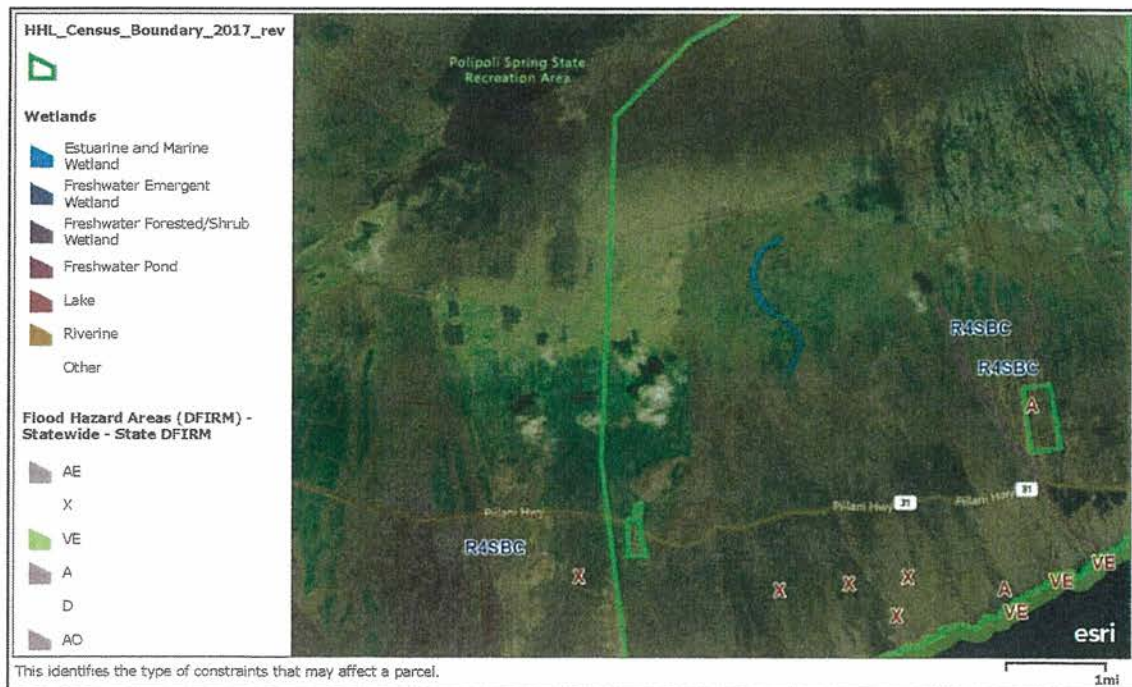 HHL_Census_Boundary_2017_rev
Wetlands
Estuarine and Marine
Wetland
Freshwater Emergent
Wetland
Freshwater Forested/Shrub
Wetland
Freshwater Pond
Lake
Riverine
Other
Flood Hazard Areas (DFIRM) -
Statewide - State DFIRM
AE
X
VE
A
D
AO
Polipoli Spring State
Recreation Area
R4SBC
R4SBC
A
31
31
Piilani Hwy
Piilani Hwy
Piilani Hwy
R4SBC
X
X
X
X
X
A
VE
VE
VE
esri
This identifies the type of constraints that may affect a parcel.
1mi